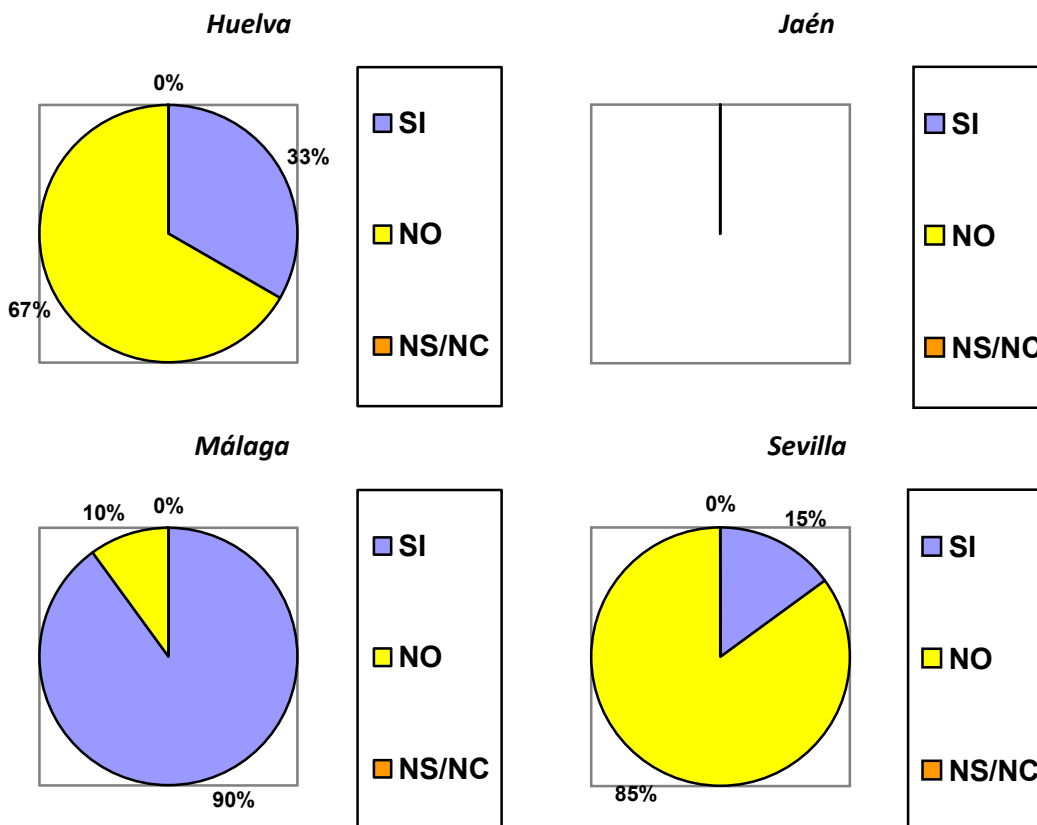 Huelva
0%
33%
67%
SI
NO
NS/NC
Jaén
SI
NO
NS/NC
Málaga
10%
0%
90%
SI
NO
NS/NC
Sevilla
0%
15%
85%
SI
NO
NS/NC